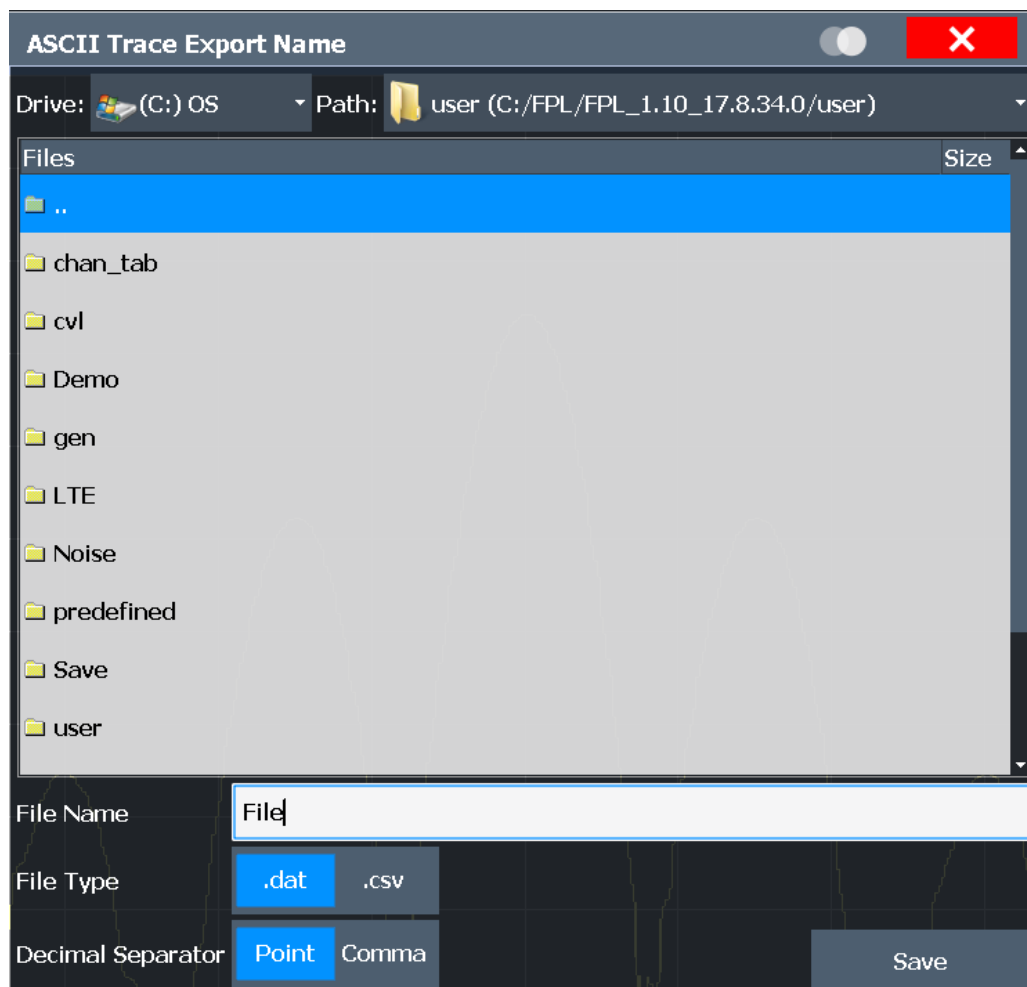 ASCII Trace Export Name
Drive: (C:) OS Path: user (C:/FPL/FPL_1.10_17.8.34.0/user)
Files Size
..
chan_tab
cvl
Demo
gen
LTE
Noise
predefined
Save
user
File Name File
File Type .dat .csv
Decimal Separator Point Comma Save